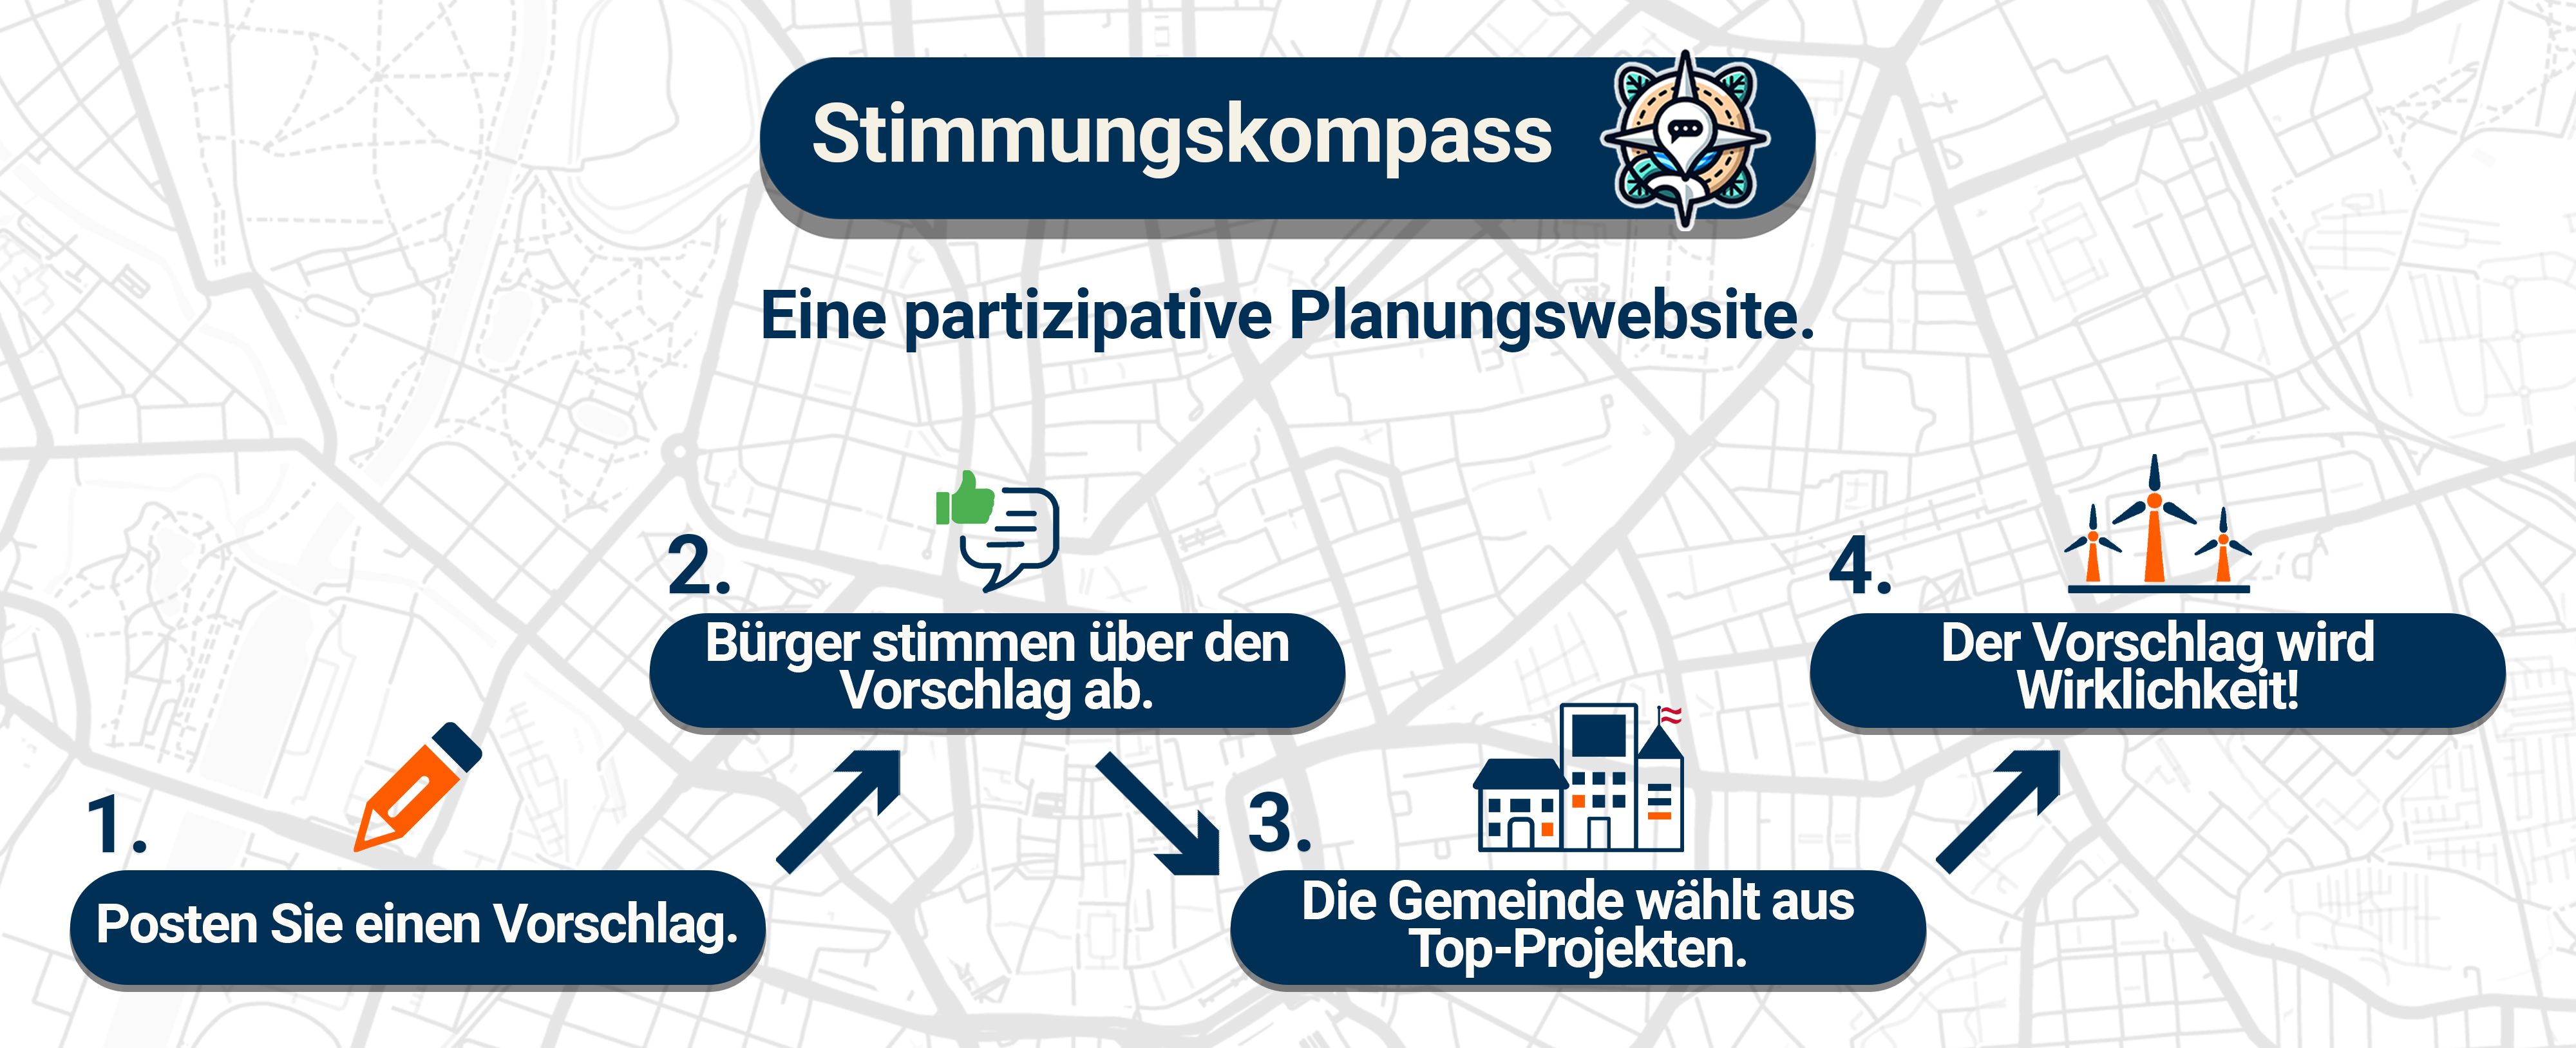 Stimmungskompass
Eine partizipative Planungswebsite.
1.
Posten Sie einen Vorschlag.
2.
Bürger stimmen über den
Vorschlag ab.
3.
Die Gemeinde wählt aus
Top-Projekten.
4.
Der Vorschlag wird
Wirklichkeit!